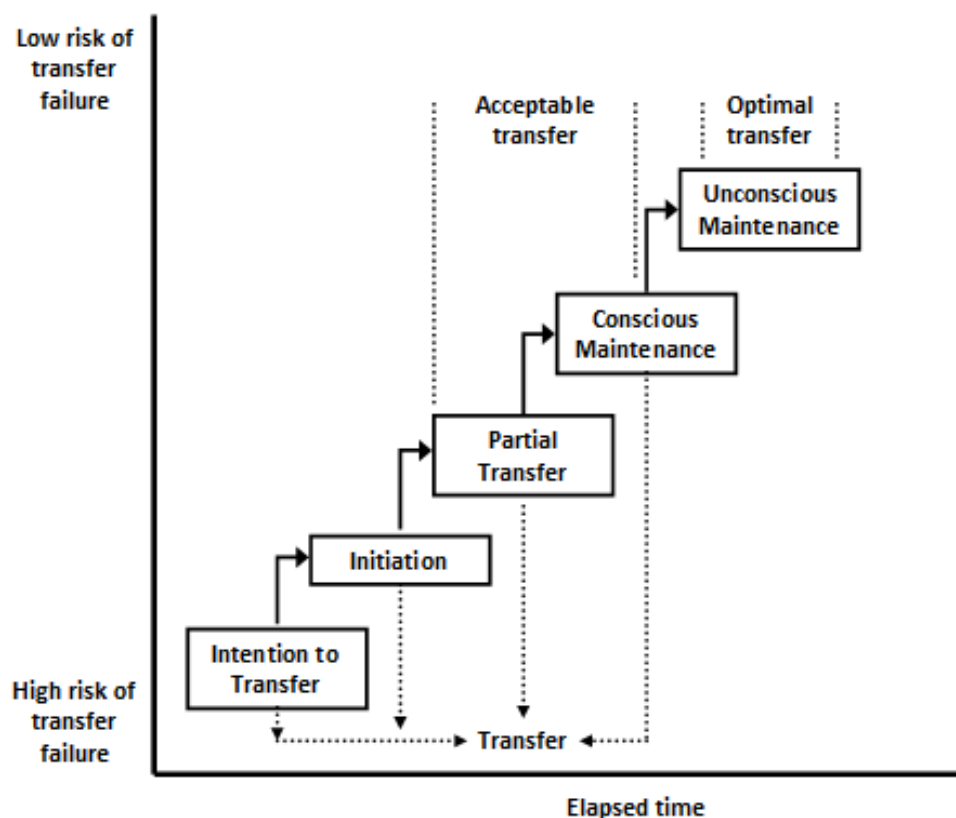 Low risk of
transfer
failure
Acceptable
transfer
Optimal
transfer
Unconscious
Maintenance
Conscious
Maintenance
Partial
Transfer
Initiation
Intention to
Transfer
High risk of
transfer
failure
Transfer
Elapsed time